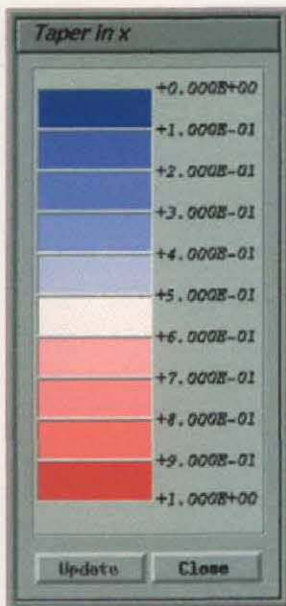 Taper in x
+0.000E+00
+1.000E-01
+2.000E-01
+3.000E-01
+4.000E-01
+5.000E-01
+6.000E-01
+7.000E-01
+8.000E-01
+9.000E-01
+1.000E+00
Update Close